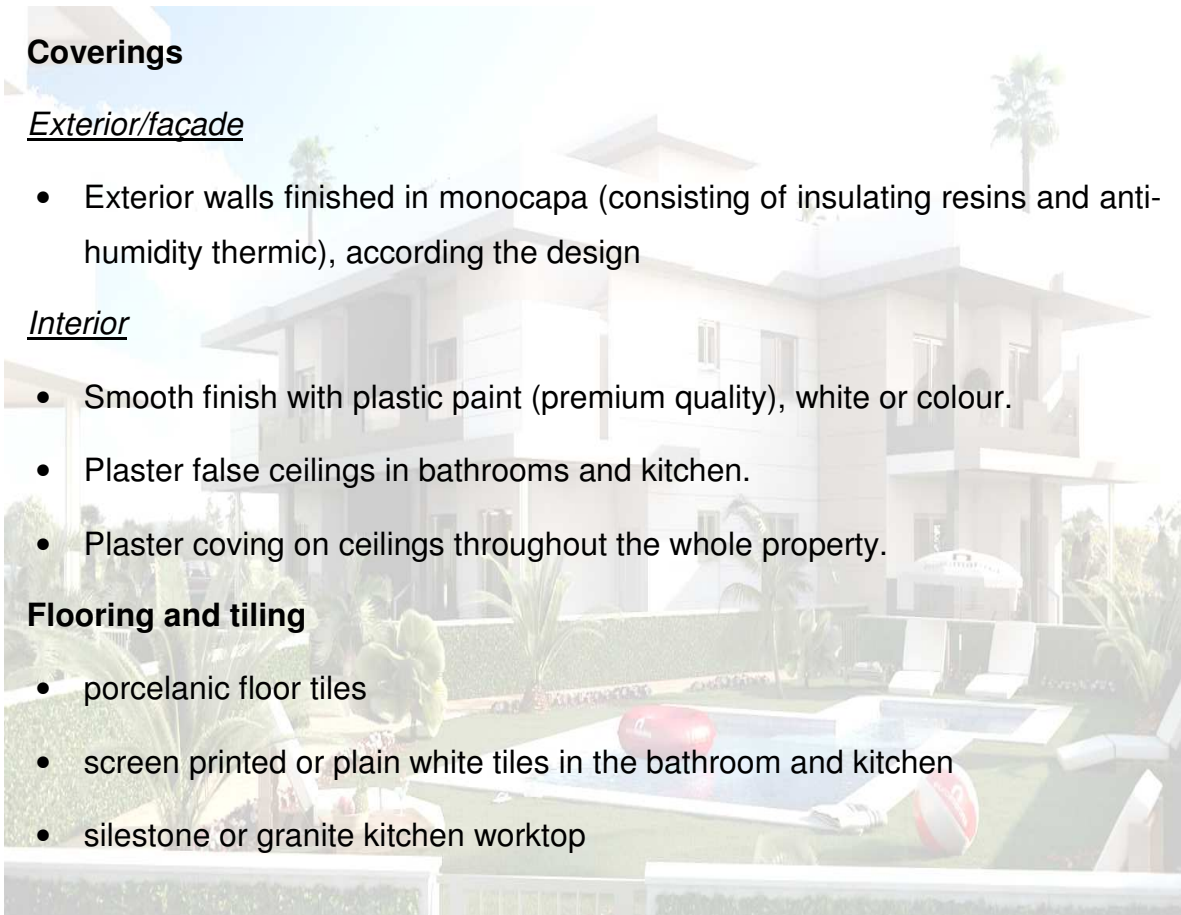 Coverings
Exterior/façade
• Exterior walls finished in monocapa (consisting of insulating resins and anti-
humidity thermic), according the design
Interior
• Smooth finish with plastic paint (premium quality), white or colour.
• Plaster false ceilings in bathrooms and kitchen.
• Plaster coving on ceilings throughout the whole property.
Flooring and tiling
• porcelanic floor tiles
• screen printed or plain white tiles in the bathroom and kitchen
• silestone or granite kitchen worktop